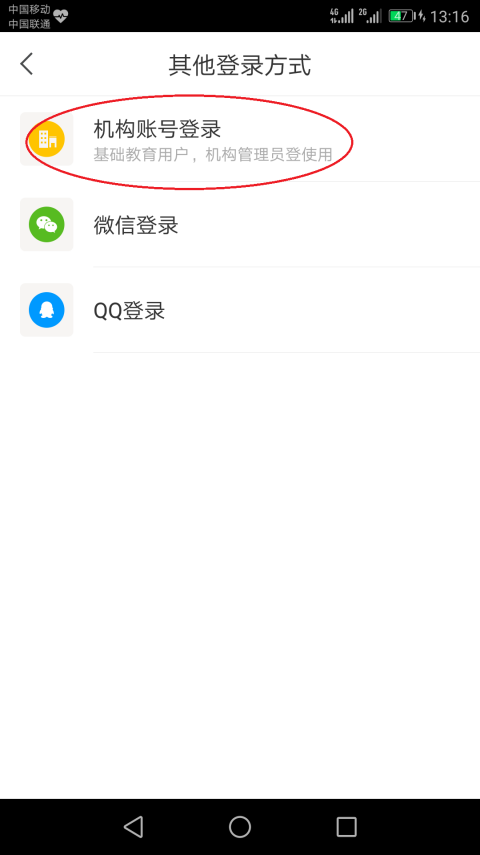 中国移动
中国联通
4G
2G
47
13:16
其他登录方式
机构账号登录
基础教育用户，机构管理员登使用
微信登录
QQ登录